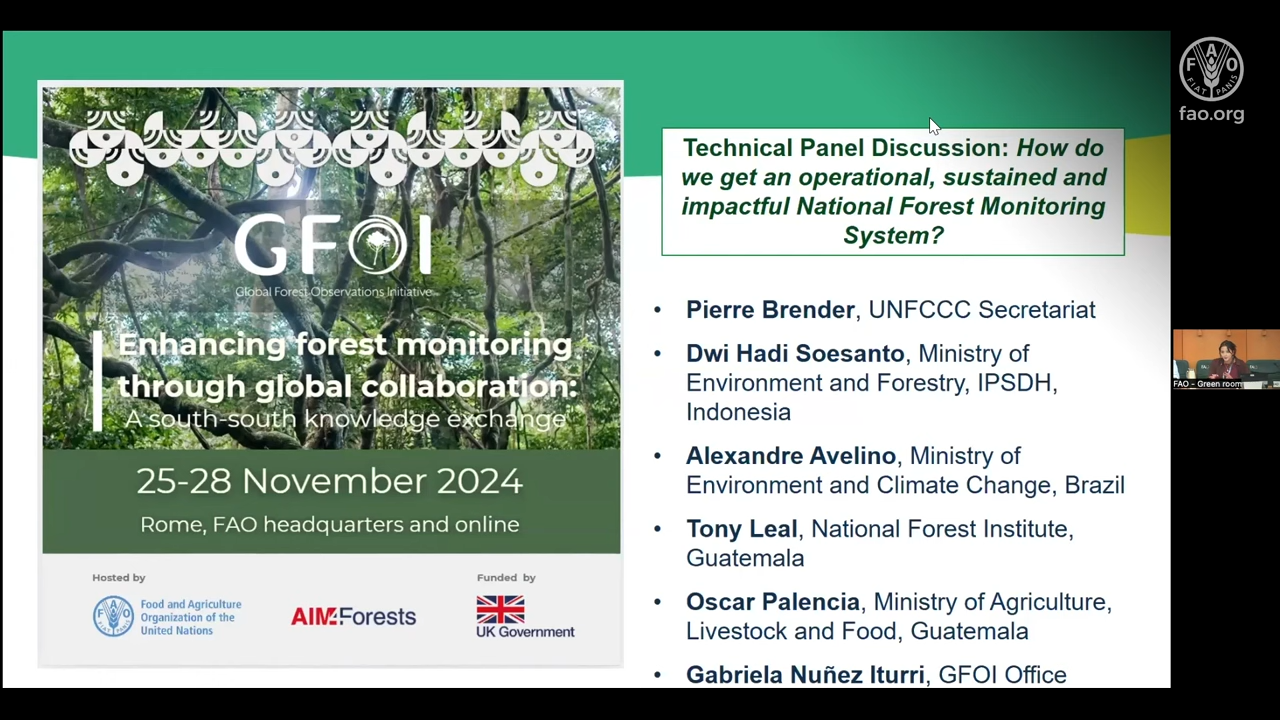 GFOI
Global Forest Observations Initiative
Enhancing forest monitoring
through global collaboration:
A south-south knowledge exchange
25-28 November 2024
Rome, FAO headquarters and online
Hosted by
Funded by
FAO
FIAT PANIS
Food and Agriculture
Organization of the
United Nations
AIM4Forests
UK Government
Technical Panel Discussion: How do
we get an operational, sustained and
impactful National Forest Monitoring
System?
• Pierre Brender, UNFCCC Secretariat
• Dwi Hadi Soesanto, Ministry of
Environment and Forestry, IPSDH,
Indonesia
• Alexandre Avelino, Ministry of
Environment and Climate Change, Brazil
• Tony Leal, National Forest Institute,
Guatemala
• Oscar Palencia, Ministry of Agriculture,
Livestock and Food, Guatemala
• Gabriela Nuñez Iturri, GFOI Office
FAO
FIAT PANIS
fao.org
FAO - Green room